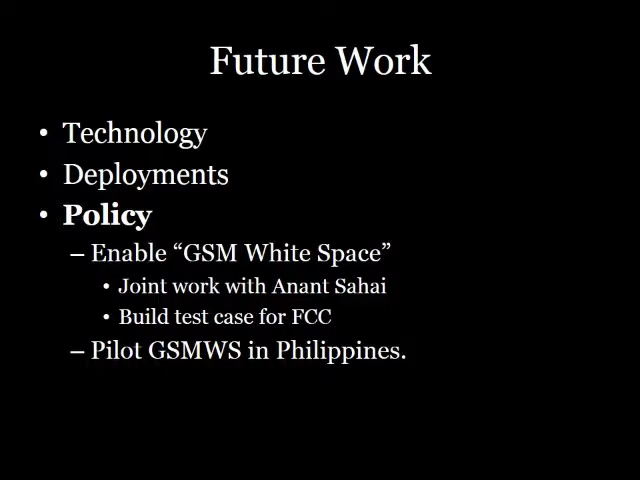 Future Work
• Technology
• Deployments
• Policy
– Enable “GSM White Space”
• Joint work with Anant Sahai
• Build test case for FCC
– Pilot GSMWS in Philippines.